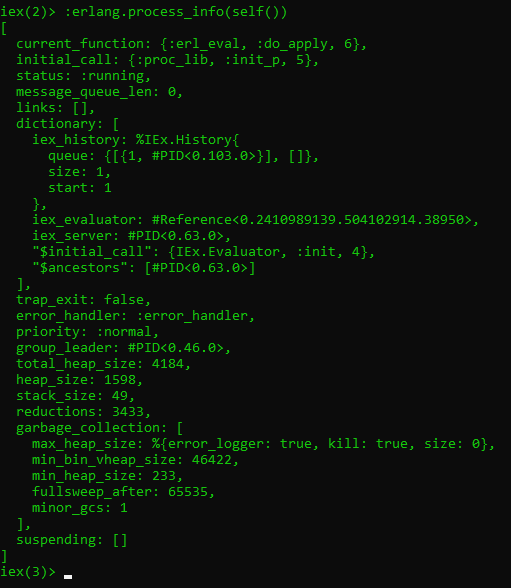 iex(2)> :erlang.process_info(self())
[
  current_function: {:erl_eval, :do_apply, 6},
  initial_call: {:proc_lib, :init_p, 5},
  status: :running,
  message_queue_len: 0,
  links: [],
  dictionary: [
    iex_history: %IEx.History{
      queue: {[{1, #PID<0.103.0>}], []},
      size: 1,
      start: 1
    },
    iex_evaluator: #Reference<0.2410989139.504102914.38950>,
    iex_server: #PID<0.63.0>,
    "$initial_call": {IEx.Evaluator, :init, 4},
    "$ancestors": [#PID<0.63.0>]
  ],
  trap_exit: false,
  error_handler: :error_handler,
  priority: :normal,
  group_leader: #PID<0.46.0>,
  total_heap_size: 4184,
  heap_size: 1598,
  stack_size: 49,
  reductions: 3433,
  garbage_collection: [
    max_heap_size: %{error_logger: true, kill: true, size: 0},
    min_bin_vheap_size: 46422,
    min_heap_size: 233,
    fullsweep_after: 65535,
    minor_gcs: 1
  ],
  suspending: []
]
iex(3)>